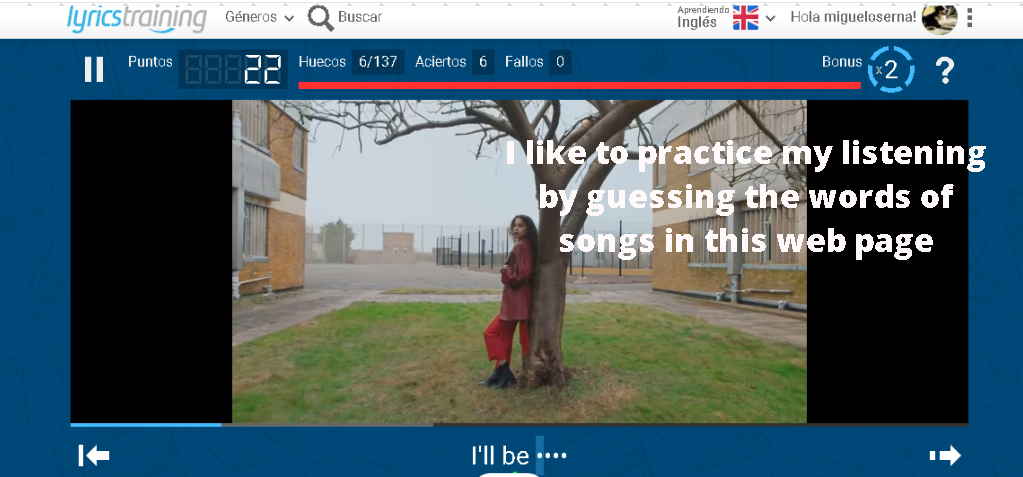 lyricstraining Géneros Buscar Aprendiendo Inglés Hola migueloserna!
Puntos 22 Huecos 6/137 Aciertos 6 Fallos 0 Bonus x2 ?
I like to practice my listening
by guessing the words of
songs in this web page
I'll be ••••